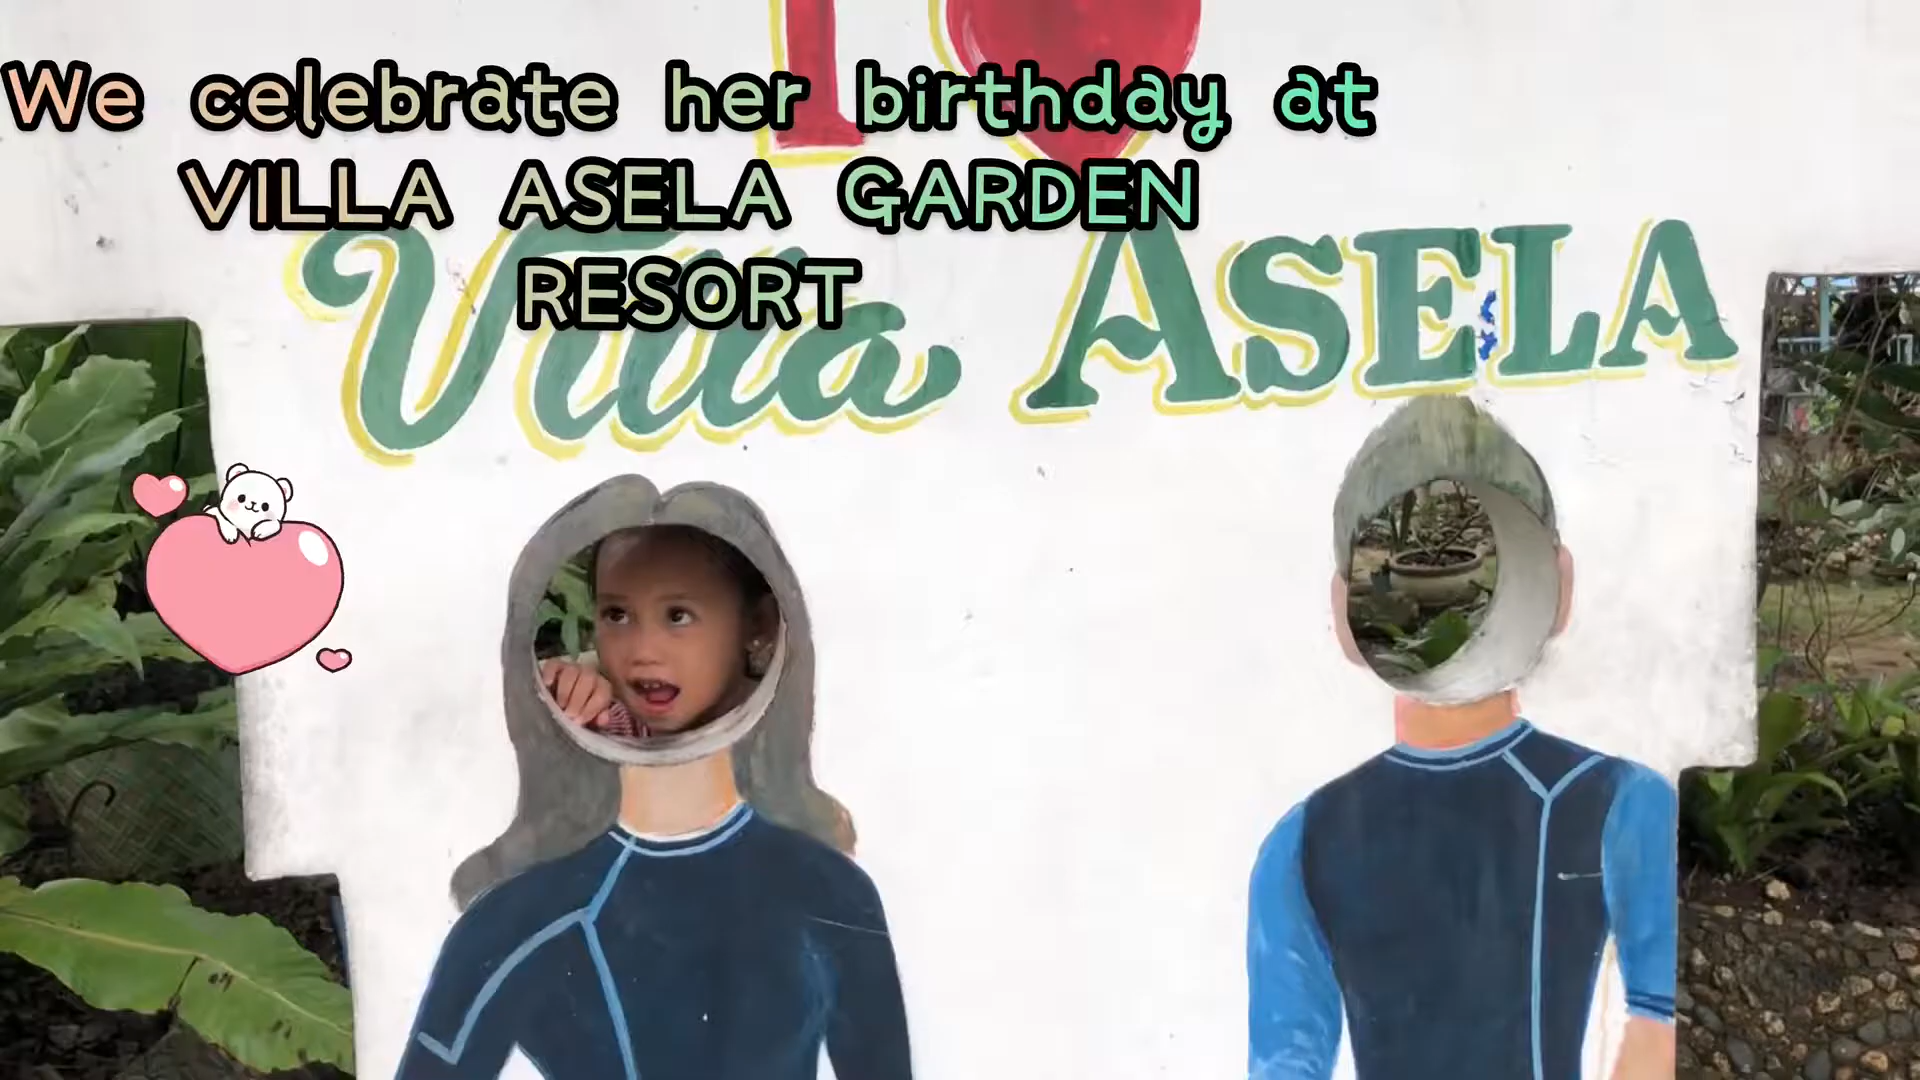 We celebrate her birthday at
VILLA ASELA GARDEN
RESORT
I
Villa ASELA